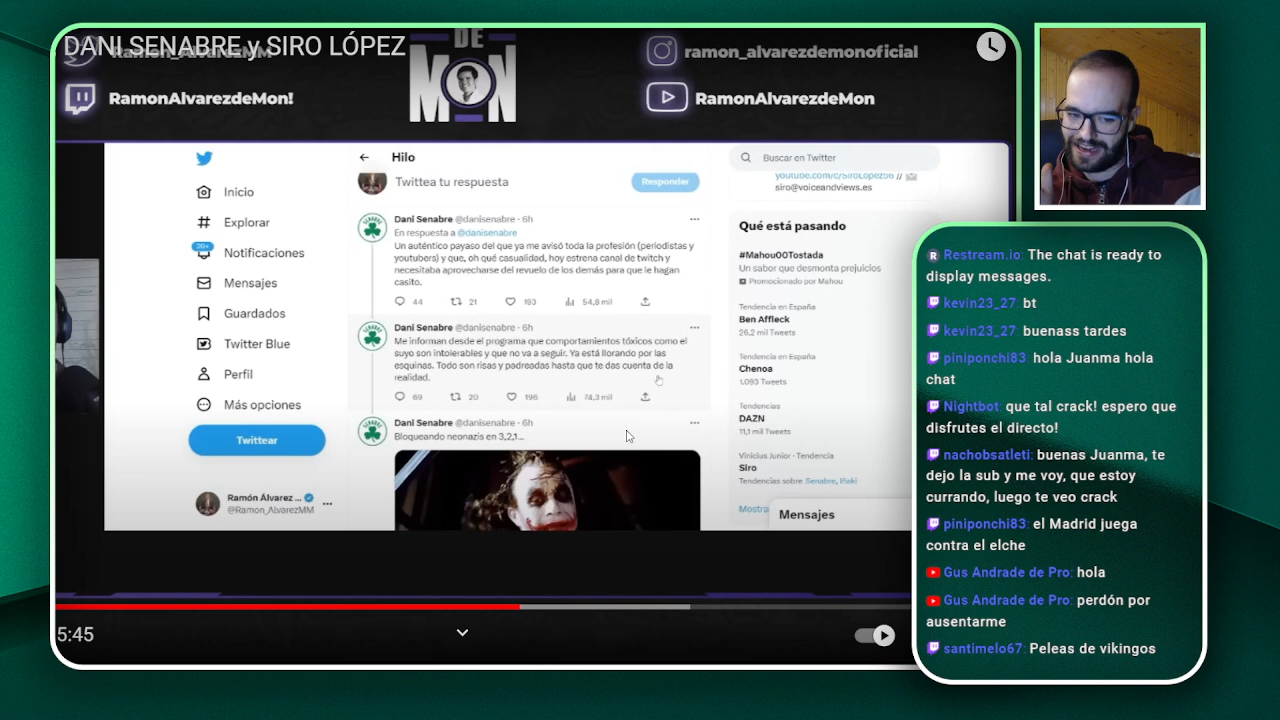 DANI SENABRE y SIRO LÓPEZ
Ramon_AlvarezMM
DE
MON
ramon_alvarezdemonoficial
RamonAlvarezdeMon!
RamonAlvarezdeMon
Inicio
Explorar
20+
Notificaciones
Mensajes
Guardados
Twitter Blue
Perfil
Más opciones
Twittear
Ramón Álvarez ...
@Ramon_AlvarezMM
Hilo
Twittea tu respuesta
Responder
Dani Senabre @danisenabre · 6h
En respuesta a @danisenabre
Un auténtico payaso del que ya me avisó toda la profesión (periodistas y
youtubers) y que, oh qué casualidad, hoy estrena canal de twitch y
necesitaba aprovecharse del revuelo de los demás para que le hagan
casito.
44 21 193 54,8 mil
Dani Senabre @danisenabre · 6h
Me informan desde el programa que comportamientos tóxicos como el
suyo son intolerables y que no va a seguir. Ya está llorando por las
esquinas. Todo son risas y padreadas hasta que te das cuenta de la
realidad.
69 20 196 74,3 mil
Dani Senabre @danisenabre · 6h
Bloqueando neonazis en 3,2,1...
Buscar en Twitter
youtube.com/c/SiroLopez56 //
siro@voiceandviews.es
Qué está pasando
#Mahou00Tostada
Un sabor que desmonta prejuicios
Promocionado por Mahou
Tendencia en España
Ben Affleck
26,2 mil Tweets
Tendencia en España
Chenoa
1.093 Tweets
Tendencias
DAZN
11,1 mil Tweets
Vinicius Junior · Tendencia
Siro
Tendencias sobre Senabre, Iñaki
Mostra
Mensajes
5:45
Restream.io: The chat is ready to
display messages.
kevin23_27: bt
kevin23_27: buenass tardes
piniponchi83: hola Juanma hola
chat
Nightbot: que tal crack! espero que
disfrutes el directo!
nachobsatleti: buenas Juanma, te
dejo la sub y me voy, que estoy
currando, luego te veo crack
piniponchi83: el Madrid juega
contra el elche
Gus Andrade de Pro: hola
Gus Andrade de Pro: perdón por
ausentarme
santimelo67: Peleas de vikingos